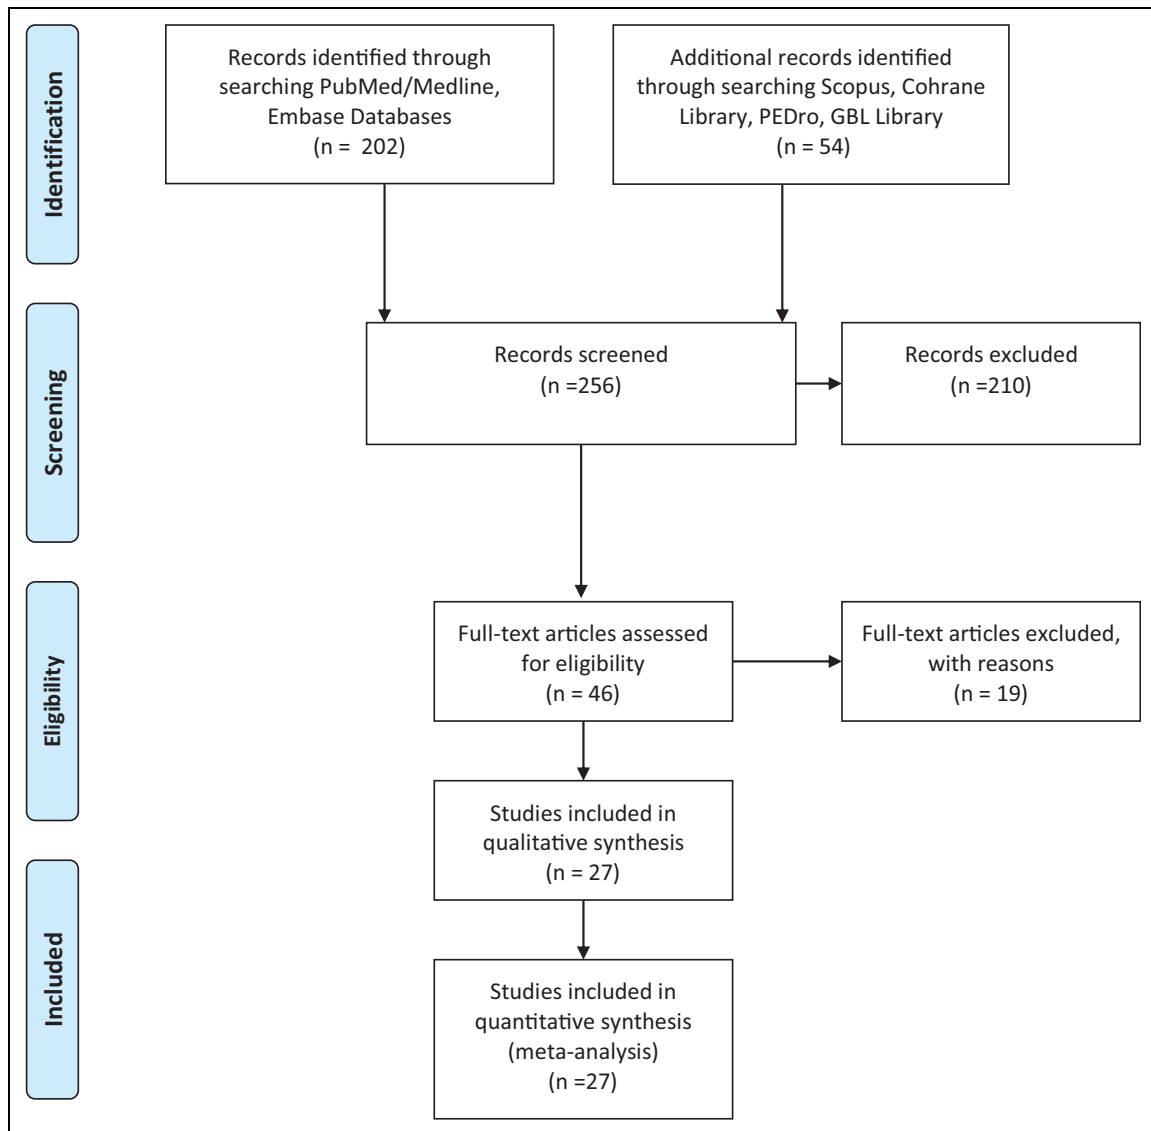 Identification
Records identified through
searching PubMed/Medline,
Embase Databases
(n = 202)
Additional records identified
through searching Scopus, Cochrane
Library, PEDro, GBL Library
(n = 54)
Screening
Records screened
(n =256)
Records excluded
(n =210)
Eligibility
Full-text articles assessed
for eligibility
(n = 46)
Full-text articles excluded,
with reasons
(n = 19)
Studies included in
qualitative synthesis
(n = 27)
Included
Studies included in
quantitative synthesis
(meta-analysis)
(n =27)